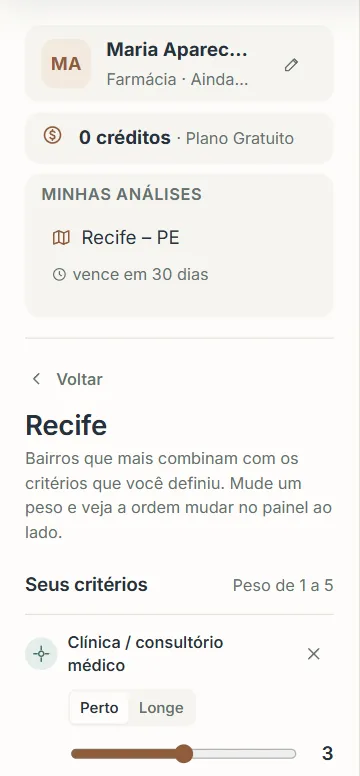 MA
Maria Aparec...
Farmácia · Ainda...
0 créditos · Plano Gratuito
MINHAS ANÁLISES
Recife – PE
vence em 30 dias
Voltar
Recife
Bairros que mais combinam com os
critérios que você definiu. Mude um
peso e veja a ordem mudar no painel ao
lado.
Seus critérios
Peso de 1 a 5
Clínica / consultório
médico
Perto
Longe
3